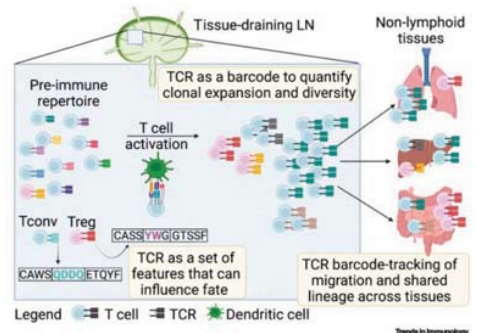 Tissue-draining LN
Non-lymphoid
tissues
Pre-immune
repertoire
TCR as a barcode to quantify
clonal expansion and diversity
T cell
activation
Tconv Treg
CASSYWGGTSSF
CAWSQDDQETQYF
TCR as a set of
features that can
influence fate
TCR barcode-tracking of
migration and shared
lineage across tissues
Legend T cell TCR Dendritic cell
Trends in Immunology